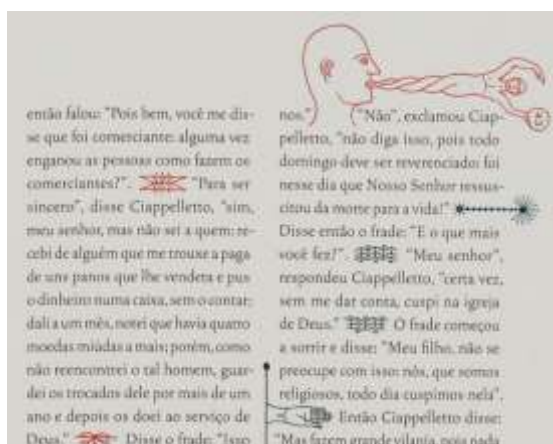 então falou: "Pois bem, você me dis-
se que foi comerciante: alguma vez
enganou as pessoas como fazem os
comerciantes?". "Para ser
sincero", disse Ciappelletto, "sim,
meu senhor, mas não sei a quem: re-
cebi de alguém que me trouxe a paga
de uns panos que lhe vendera e pus
o dinheiro numa caixa, sem o contar;
dali a um mês, notei que havia quatro
moedas miúdas a mais; porém, como
não reencontrei o tal homem, guar-
dei os trocados dele por mais de um
ano e depois os doei ao serviço de
Deus." Disse o frade: "Isso
nos." "Não", exclamou Ciap-
pelletto, "não diga isso, pois todo
domingo deve ser reverenciado: foi
nesse dia que Nosso Senhor ressus-
citou da morte para a vida!"
Disse então o frade: "E o que mais
você fez?". "Meu senhor",
respondeu Ciappelletto, "certa vez,
sem me dar conta, cuspi na igreja
de Deus." O frade começou
a sorrir e disse: "Meu filho, não se
preocupe com isso: nós, que somos
religiosos, todo dia cuspimos nela".
Então Ciappelletto disse:
"Mas fazem grande vilania, pois nada